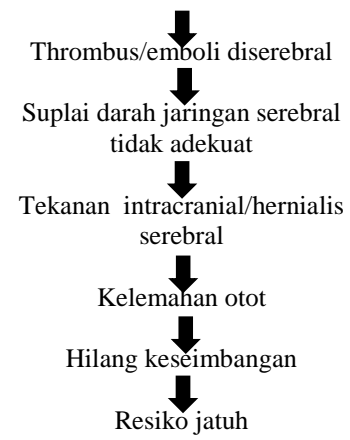 Thrombus/emboli diserebral
Suplai darah jaringan serebral
tidak adekuat
Tekanan intracranial/hernialis
serebral
Kelemahan otot
Hilang keseimbangan
Resiko jatuh